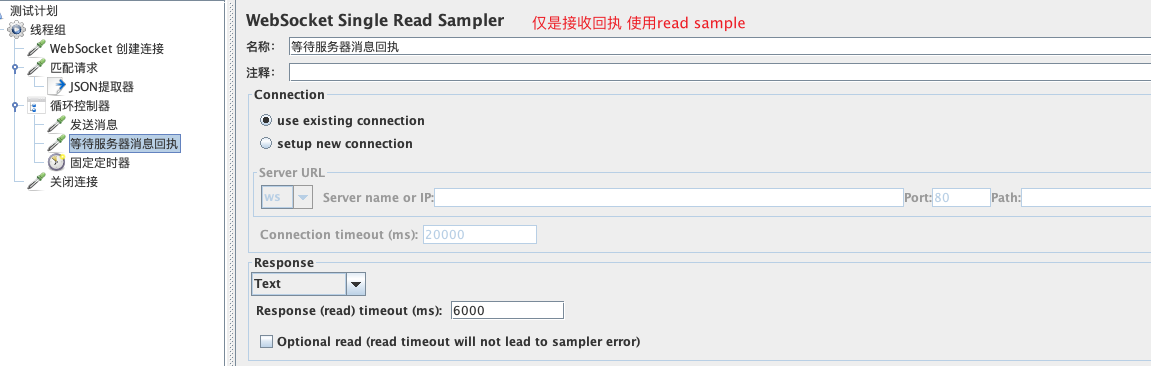 测试计划
线程组
WebSocket 创建连接
匹配请求
JSON提取器
循环控制器
发送消息
等待服务器消息回执
固定定时器
关闭连接
WebSocket Single Read Sampler 仅是接收回执 使用read sample
名称： 等待服务器消息回执
注释：
Connection
use existing connection
setup new connection
Server URL
ws Server name or IP: Port: 80 Path:
Connection timeout (ms): 20000
Response
Text
Response (read) timeout (ms): 6000
Optional read (read timeout will not lead to sampler error)